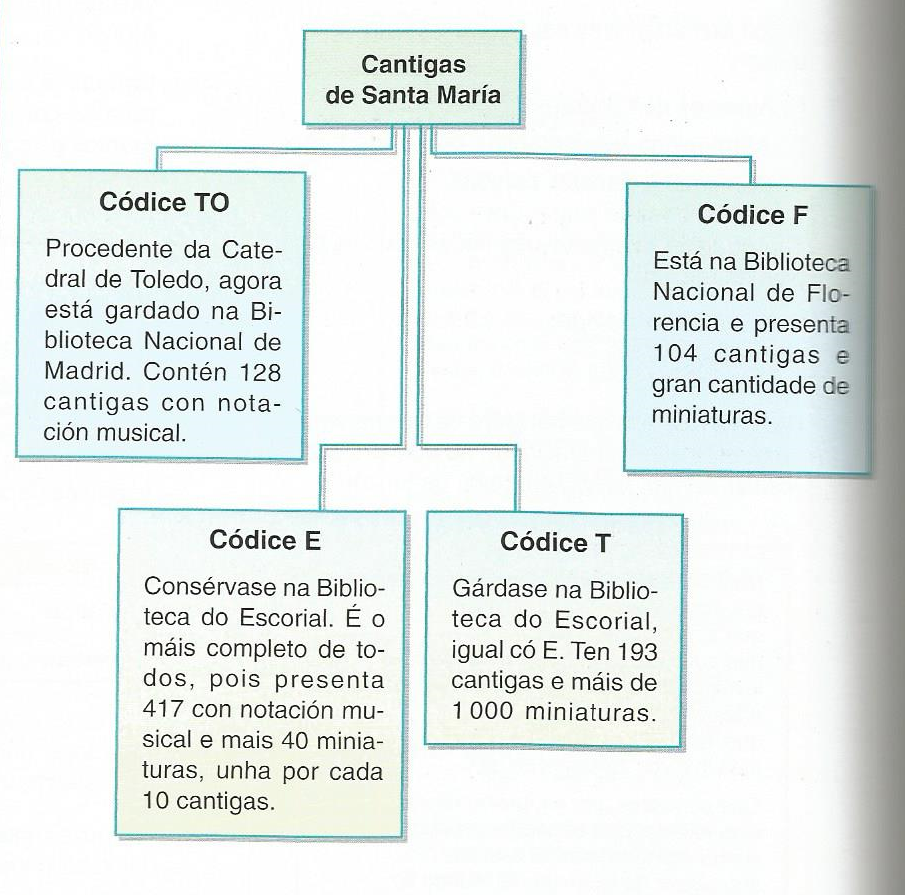 Cantigas
de Santa María
Códice TO
Procedente da Cate-
dral de Toledo, agora
está gardado na Bi-
blioteca Nacional de
Madrid. Contén 128
cantigas con nota-
ción musical.
Códice F
Está na Biblioteca
Nacional de Flo-
rencia e presenta
104 cantigas e
gran cantidade de
miniaturas.
Códice E
Consérvase na Biblio-
teca do Escorial. É o
máis completo de to-
dos, pois presenta
417 con notación mu-
sical e mais 40 minia-
turas, unha por cada
10 cantigas.
Códice T
Gárdase na Biblio-
teca do Escorial,
igual có E. Ten 193
cantigas e máis de
1 000 miniaturas.